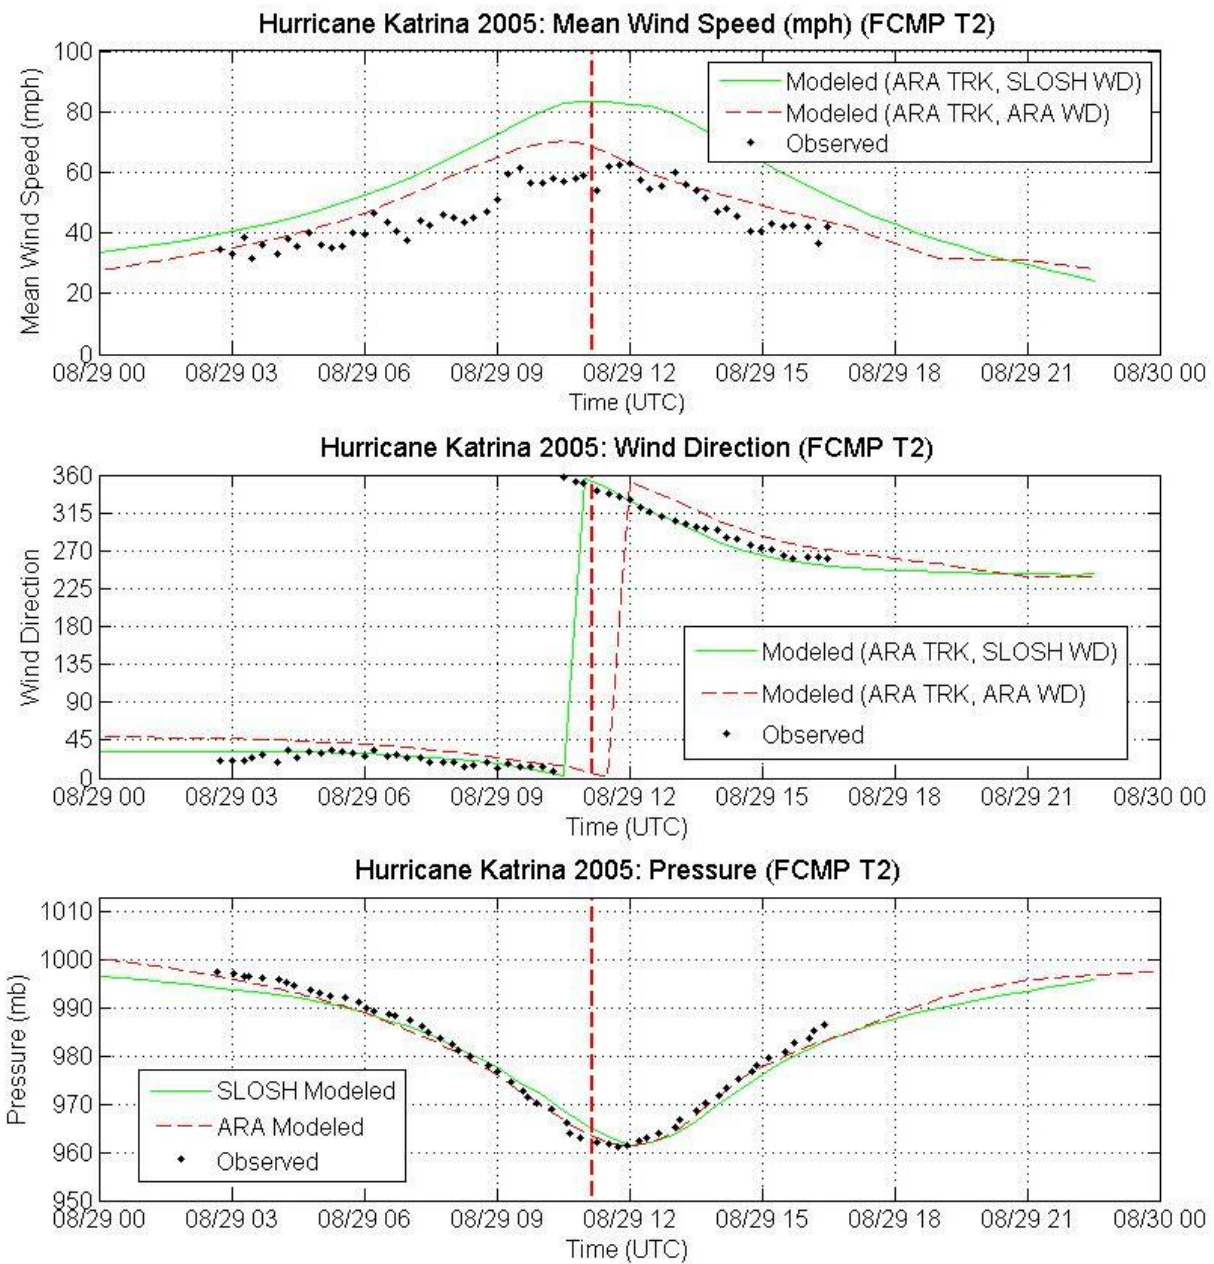 Hurricane Katrina 2005: Mean Wind Speed (mph) (FCMP T2)
Mean Wind Speed (mph)
100
80
60
40
20
0
Modeled (ARA TRK, SLOSH WD)
Modeled (ARA TRK, ARA WD)
Observed
08/29 00 08/29 03 08/29 06 08/29 09 08/29 12 08/29 15 08/29 18 08/29 21 08/30 00
Time (UTC)
Hurricane Katrina 2005: Wind Direction (FCMP T2)
Wind Direction
360
315
270
225
180
135
90
45
0
Modeled (ARA TRK, SLOSH WD)
Modeled (ARA TRK, ARA WD)
Observed
08/29 00 08/29 03 08/29 06 08/29 09 08/29 12 08/29 15 08/29 18 08/29 21 08/30 00
Time (UTC)
Hurricane Katrina 2005: Pressure (FCMP T2)
Pressure (mb)
1010
1000
990
980
970
960
950
SLOSH Modeled
ARA Modeled
Observed
08/29 00 08/29 03 08/29 06 08/29 09 08/29 12 08/29 15 08/29 18 08/29 21 08/30 00
Time (UTC)